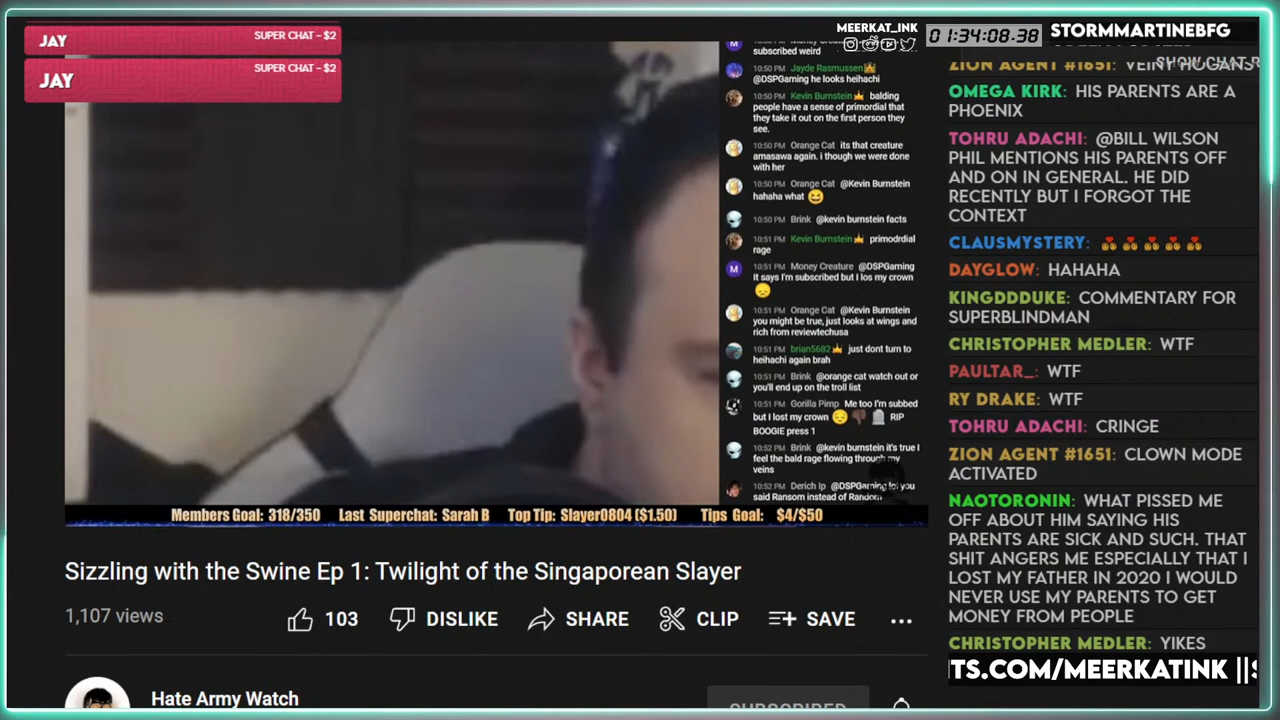 JAY
SUPER CHAT – $2
JAY
SUPER CHAT – $2
MEERKAT_INK
01:34:08.38
STORMMARTINEBFG
subscribed weird
10:50 PM Jayde Rasmussen
@DSPGaming he looks heihachi
10:50 PM Kevin Burnstein balding
people have a sense of primordial that
they take it out on the first person they
see.
10:50 PM Orange Cat its that creature
amasawa again. i though we were done
with her
10:50 PM Orange Cat @Kevin Burnstein
hahaha what 😆
10:50 PM Brink @kevin burnstein facts
10:51 PM Kevin Burnstein primodrdial
rage
M
10:51 PM Money Creature @DSPGaming
It says I'm subscribed but I los my crown
😞
10:51 PM Orange Cat @Kevin Burnstein
you might be true, just looks at wings and
rich from reviewtechusa
10:51 PM brian5682 just dont turn to
heihachi again brah
10:51 PM Brink @orange cat watch out or
you'll end up on the troll list
10:51 PM Gorilla Pimp Me too I'm subbed
but I lost my crown 😞 👎🏿 🪦 RIP
BOOGIE press 1
10:52 PM Brink @kevin burnstein it's true I
feel the bald rage flowing through my
veins
10:52 PM Derich Ip @DSPGaming lol you
said Ransom instead of Random
ZION AGENT #1651: VEINY HOGANS
OMEGA KIRK: HIS PARENTS ARE A
PHOENIX
TOHRU ADACHI: @BILL WILSON
PHIL MENTIONS HIS PARENTS OFF
AND ON IN GENERAL. HE DID
RECENTLY BUT I FORGOT THE
CONTEXT
CLAUSMYSTERY:
DAYGLOW: HAHAHA
KINGDDDUKE: COMMENTARY FOR
SUPERBLINDMAN
CHRISTOPHER MEDLER: WTF
PAULTAR_: WTF
RY DRAKE: WTF
TOHRU ADACHI: CRINGE
ZION AGENT #1651: CLOWN MODE
ACTIVATED
NAOTORONIN: WHAT PISSED ME
OFF ABOUT HIM SAYING HIS
PARENTS ARE SICK AND SUCH. THAT
SHIT ANGERS ME ESPECIALLY THAT I
LOST MY FATHER IN 2020 I WOULD
NEVER USE MY PARENTS TO GET
MONEY FROM PEOPLE
CHRISTOPHER MEDLER: YIKES
ITS.COM/MEERKATINK ||
Members Goal: 318/350 Last Superchat: Sarah B Top Tip: Slayer0804 ($1.50) Tips Goal: $4/$50
Sizzling with the Swine Ep 1: Twilight of the Singaporean Slayer
1,107 views
103 DISLIKE SHARE CLIP SAVE ...
Hate Army Watch
SUBSCRIBED